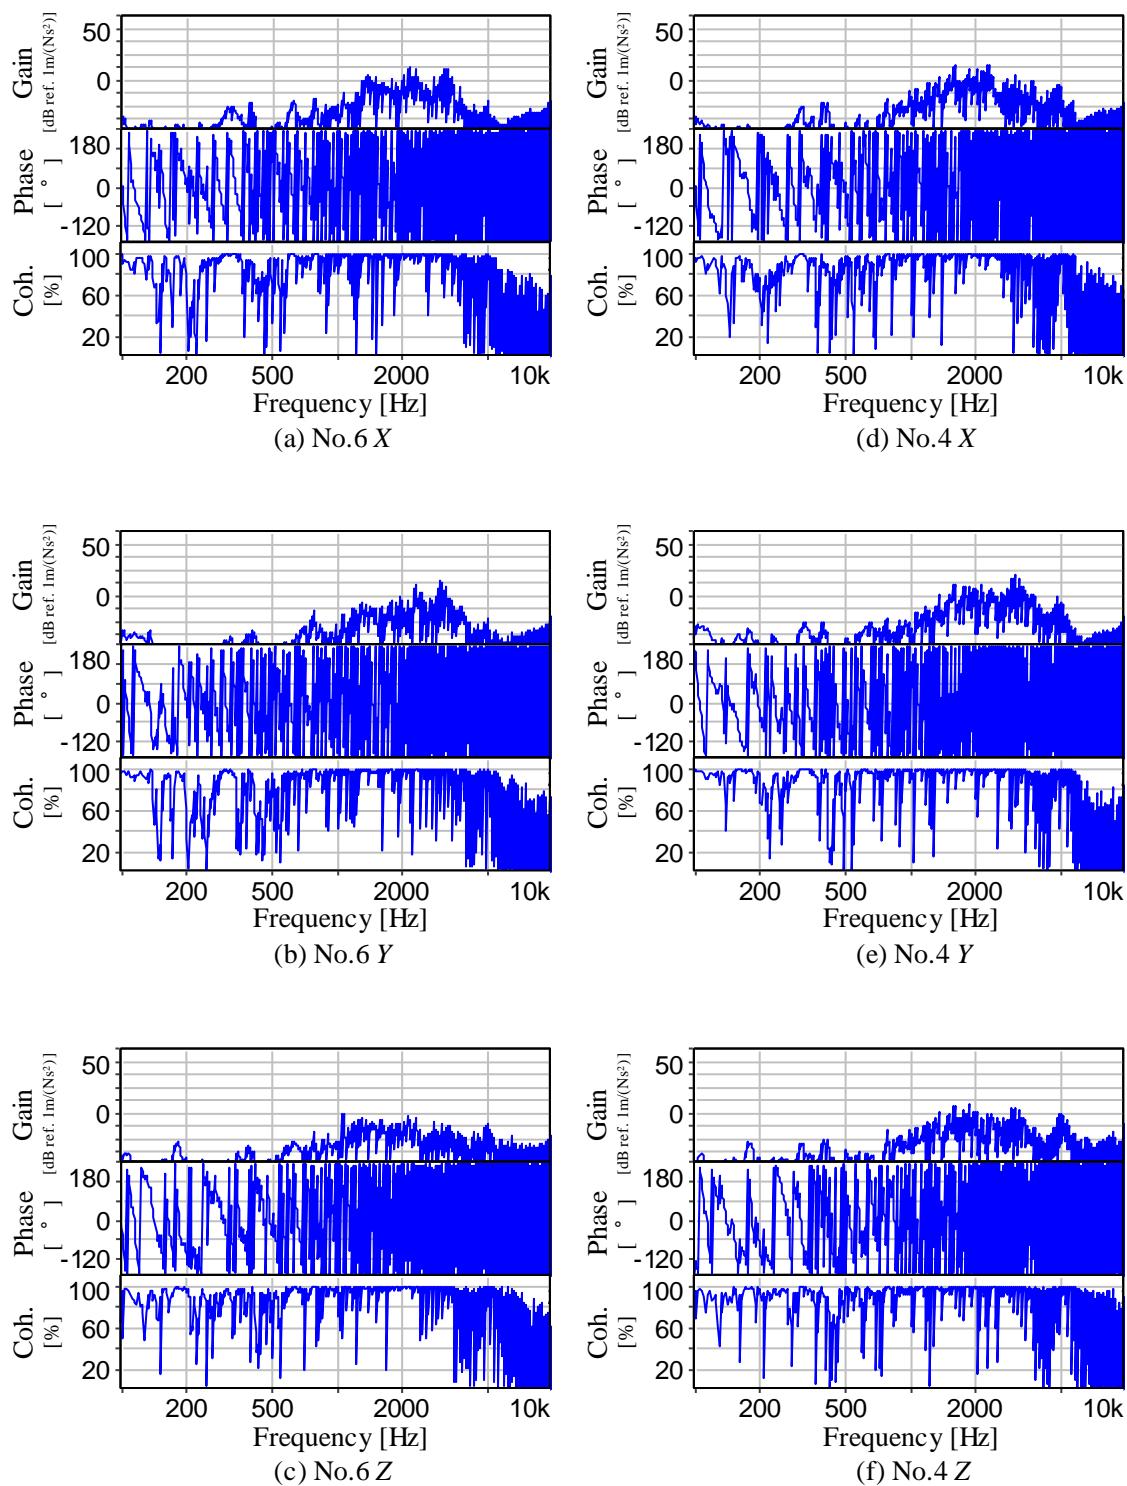 Gain
[dB ref. 1m/(Ns²)]
50
0
Phase
[ ° ]
180
0
-120
Coh.
[%]
100
60
20
200 500 2000 10k
Frequency [Hz]
(a) No.6 X
Gain
[dB ref. 1m/(Ns²)]
50
0
Phase
[ ° ]
180
0
-120
Coh.
[%]
100
60
20
200 500 2000 10k
Frequency [Hz]
(d) No.4 X
Gain
[dB ref. 1m/(Ns²)]
50
0
Phase
[ ° ]
180
0
-120
Coh.
[%]
100
60
20
200 500 2000 10k
Frequency [Hz]
(b) No.6 Y
Gain
[dB ref. 1m/(Ns²)]
50
0
Phase
[ ° ]
180
0
-120
Coh.
[%]
100
60
20
200 500 2000 10k
Frequency [Hz]
(e) No.4 Y
Gain
[dB ref. 1m/(Ns²)]
50
0
Phase
[ ° ]
180
0
-120
Coh.
[%]
100
60
20
200 500 2000 10k
Frequency [Hz]
(c) No.6 Z
Gain
[dB ref. 1m/(Ns²)]
50
0
Phase
[ ° ]
180
0
-120
Coh.
[%]
100
60
20
200 500 2000 10k
Frequency [Hz]
(f) No.4 Z